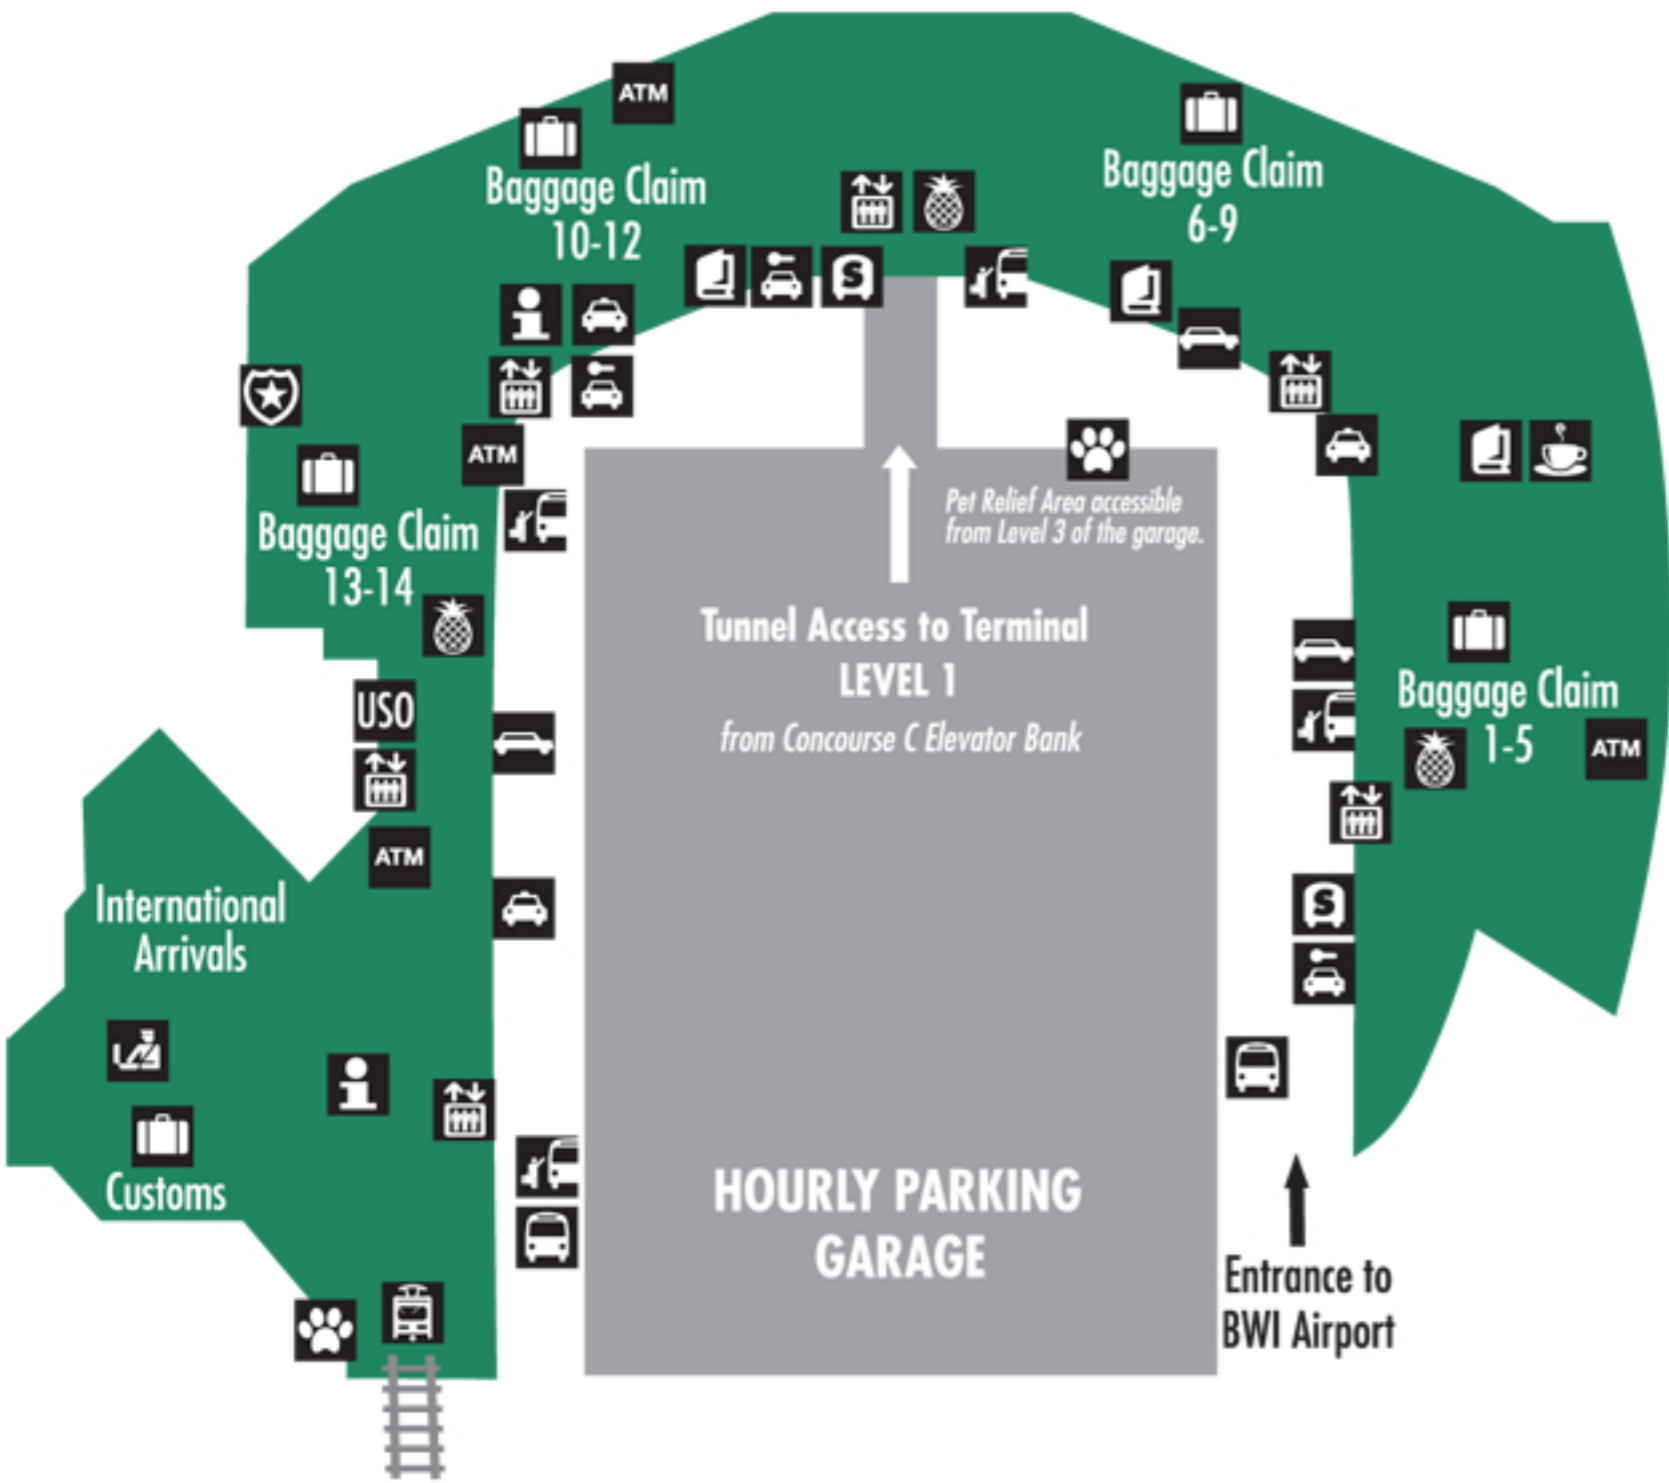 ATM
Baggage Claim
10-12
Baggage Claim
6-9
S
ATM
Baggage Claim
13-14
Pet Relief Area accessible
from Level 3 of the garage.
Tunnel Access to Terminal
LEVEL 1
from Concourse C Elevator Bank
USO
ATM
Baggage Claim
1-5
ATM
International
Arrivals
S
Customs
HOURLY PARKING
GARAGE
Entrance to
BWI Airport